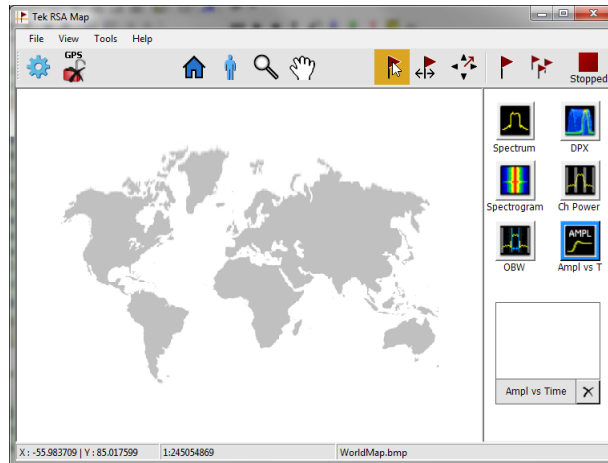 Tek RSA Map
File View Tools Help
GPS
Stopped
Spectrum DPX
Spectrogram Ch Power
AMPL
OBW Ampl vs T
Ampl vs Time
X : -55.983709 | Y : 85.017599 1:245054869 WorldMap.bmp